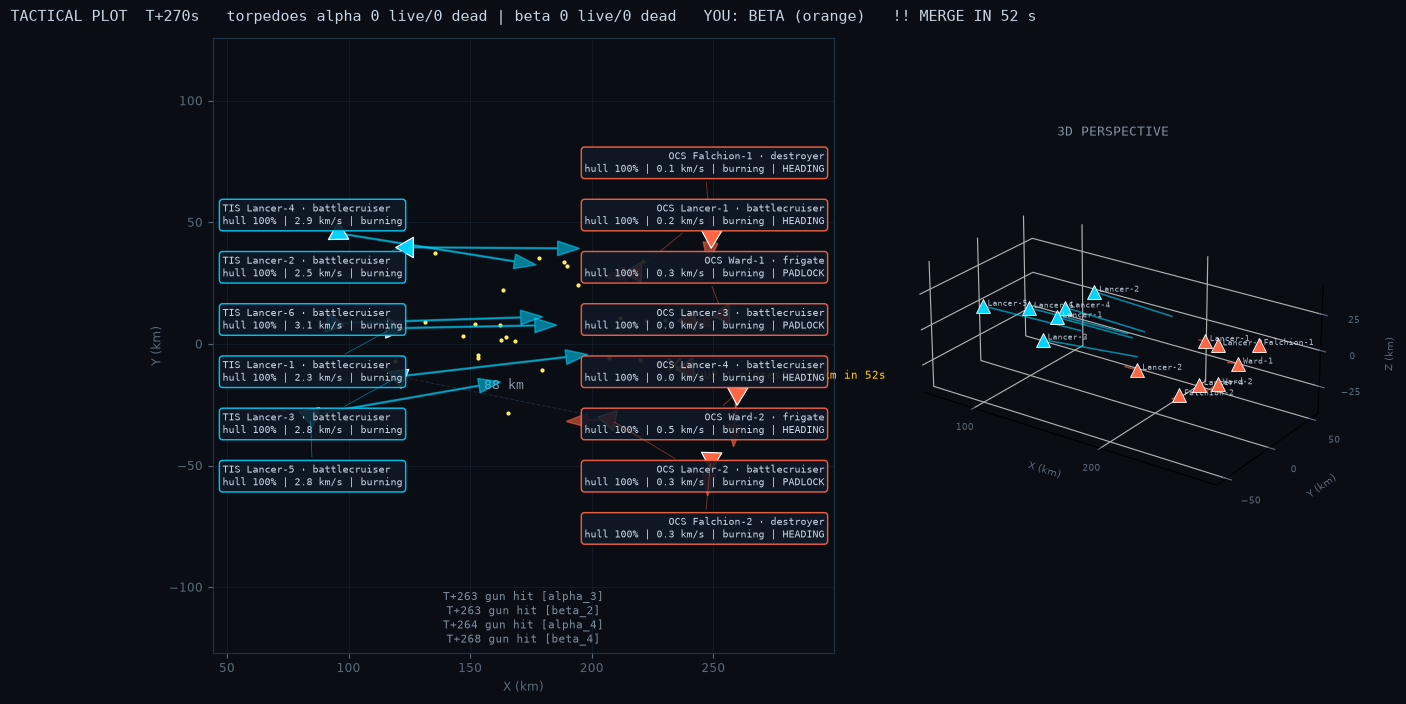 TACTICAL PLOT  T+270s   torpedoes alpha 0 live/0 dead | beta 0 live/0 dead   YOU: BETA (orange)   !! MERGE IN 52 s
OCS Falchion-1 · destroyer
hull 100% | 0.1 km/s | burning | HEADING
TIS Lancer-4 · battlecruiser
hull 100% | 2.9 km/s | burning
OCS Lancer-1 · battlecruiser
hull 100% | 0.2 km/s | burning | HEADING
TIS Lancer-2 · battlecruiser
hull 100% | 2.5 km/s | burning
OCS Ward-1 · frigate
hull 100% | 0.3 km/s | burning | PADLOCK
TIS Lancer-6 · battlecruiser
hull 100% | 3.1 km/s | burning
OCS Lancer-3 · battlecruiser
hull 100% | 0.0 km/s | burning | PADLOCK
TIS Lancer-1 · battlecruiser
hull 100% | 2.3 km/s | burning
OCS Lancer-4 · battlecruiser
hull 100% | 0.0 km/s | burning | HEADING
m in 52s
88 km
TIS Lancer-3 · battlecruiser
hull 100% | 2.8 km/s | burning
OCS Ward-2 · frigate
hull 100% | 0.5 km/s | burning | HEADING
TIS Lancer-5 · battlecruiser
hull 100% | 2.8 km/s | burning
OCS Lancer-2 · battlecruiser
hull 100% | 0.3 km/s | burning | PADLOCK
OCS Falchion-2 · destroyer
hull 100% | 0.3 km/s | burning | HEADING
T+263 gun hit [alpha_3]
T+263 gun hit [beta_2]
T+264 gun hit [alpha_4]
T+268 gun hit [beta_4]
100
50
0
−50
−100
Y (km)
50
100
150
200
250
X (km)
3D PERSPECTIVE
Lancer-2
Lancer-5
Lancer-4
Lancer-1
Lancer-3
Lancer-1
Falchion-1
Ward-1
Lancer-2
Ward-2
Falchion-2
100
200
X (km)
−50
0
50
Y (km)
25
0
−25
Z (km)